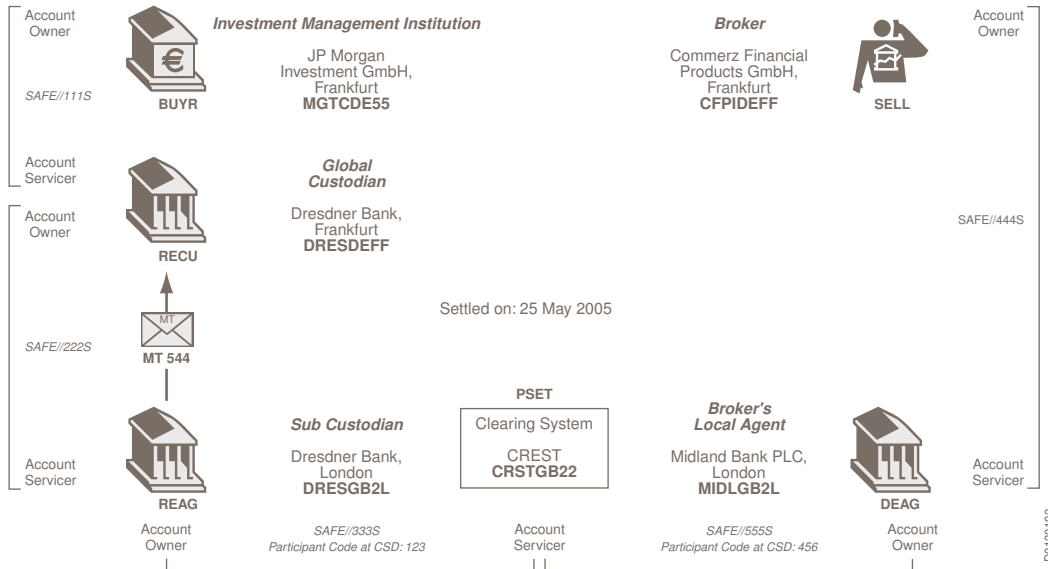 Account
Owner
Investment Management Institution
Broker
Account
Owner
JP Morgan
Investment GmbH,
Frankfurt
MGTCDE55
Commerz Financial
Products GmbH,
Frankfurt
CFPIDEFF
€
SAFE//111S
BUYR
SELL
Account
Servicer
Global
Custodian
Account
Owner
Dresdner Bank,
Frankfurt
DRESDEFF
SAFE//444S
RECU
Settled on: 25 May 2005
MT
SAFE//222S
MT 544
PSET
Sub Custodian
Clearing System
Broker's
Local Agent
Dresdner Bank,
London
DRESGB2L
CREST
CRSTGB22
Midland Bank PLC,
London
MIDLGB2L
Account
Servicer
Account
Servicer
REAG
DEAG
Account
Owner
SAFE//333S
Participant Code at CSD: 123
Account
Servicer
SAFE//555S
Participant Code at CSD: 456
Account
Owner